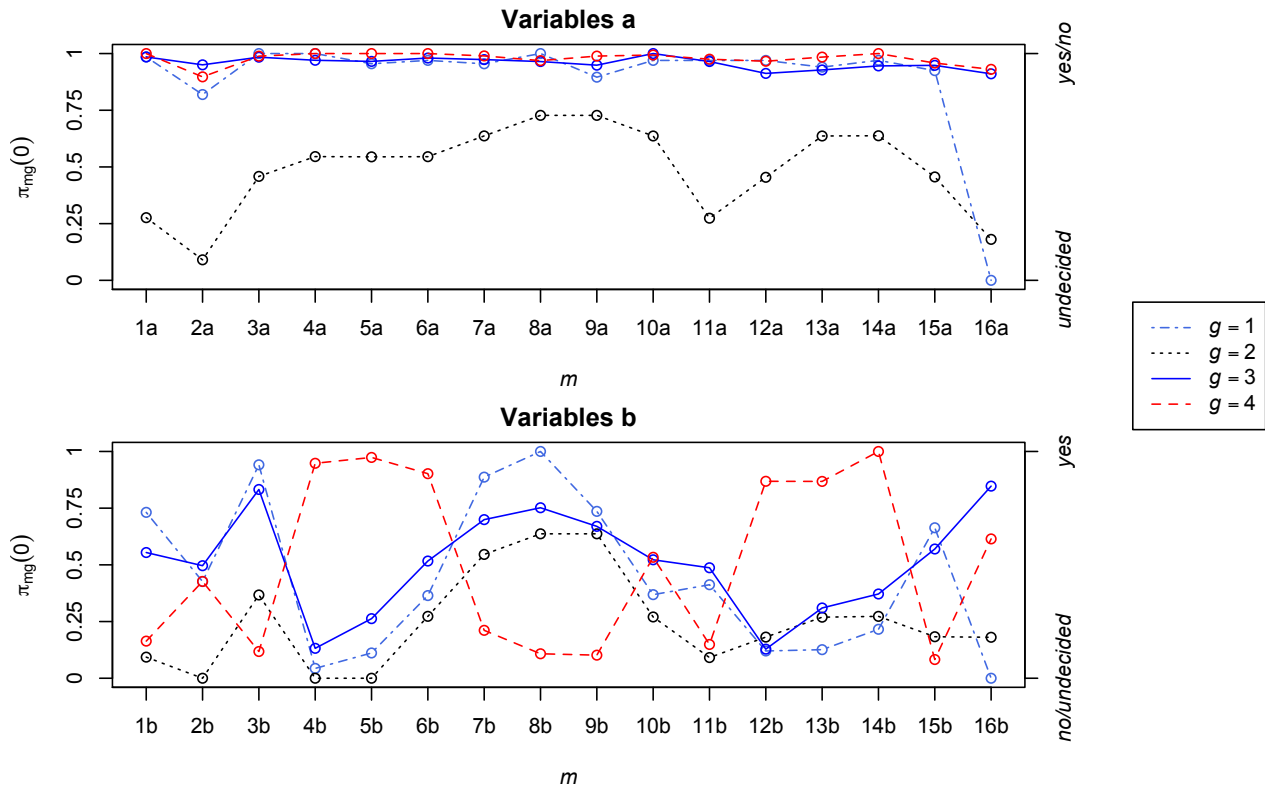 Variables a
π_mg(0)
1
0.75
0.5
0.25
0
yes/no
undecided
1a 2a 3a 4a 5a 6a 7a 8a 9a 10a 11a 12a 13a 14a 15a 16a
m
g = 1
g = 2
g = 3
g = 4
Variables b
π_mg(0)
1
0.75
0.5
0.25
0
yes
no/undecided
1b 2b 3b 4b 5b 6b 7b 8b 9b 10b 11b 12b 13b 14b 15b 16b
m